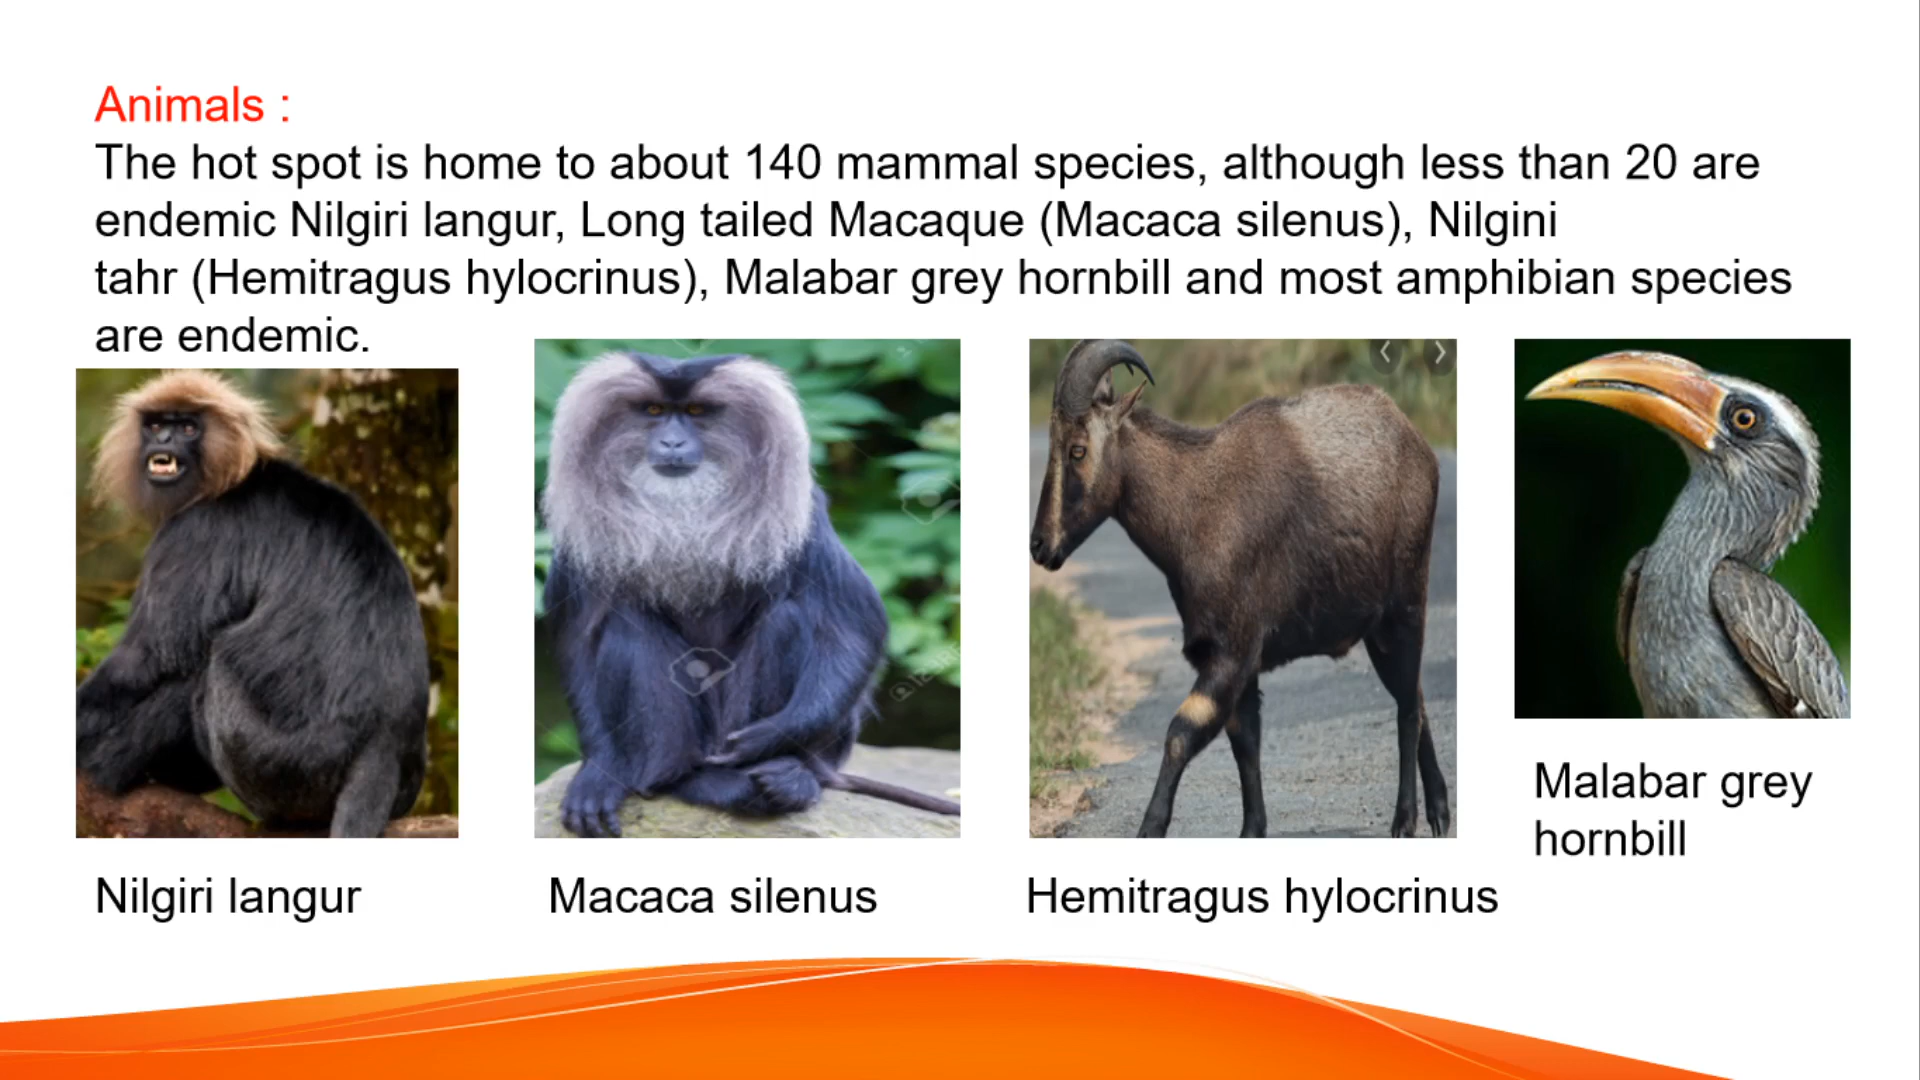 Animals :
The hot spot is home to about 140 mammal species, although less than 20 are
endemic Nilgiri langur, Long tailed Macaque (Macaca silenus), Nilgini
tahr (Hemitragus hylocrinus), Malabar grey hornbill and most amphibian species
are endemic.
Malabar grey
hornbill
Nilgiri langur
Macaca silenus
Hemitragus hylocrinus